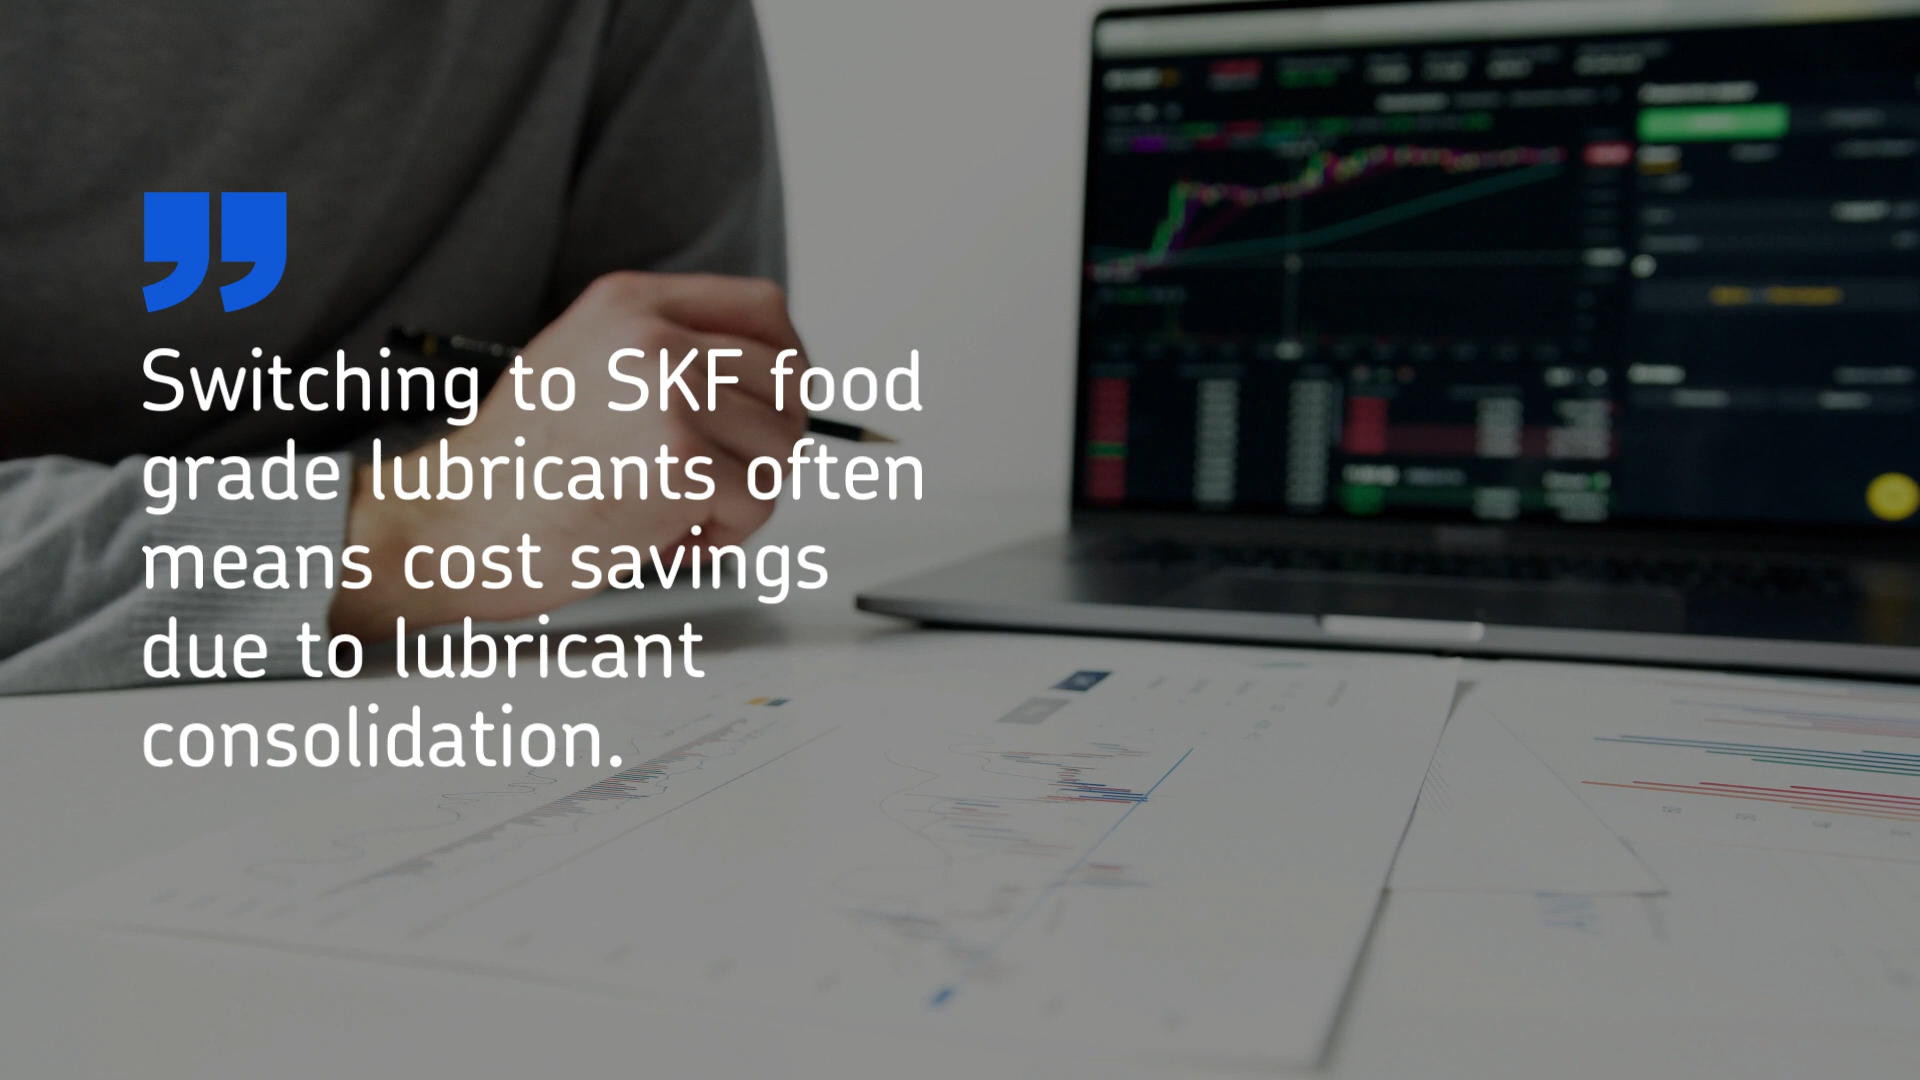 Switching to SKF food
grade lubricants often
means cost savings
due to lubricant
consolidation.